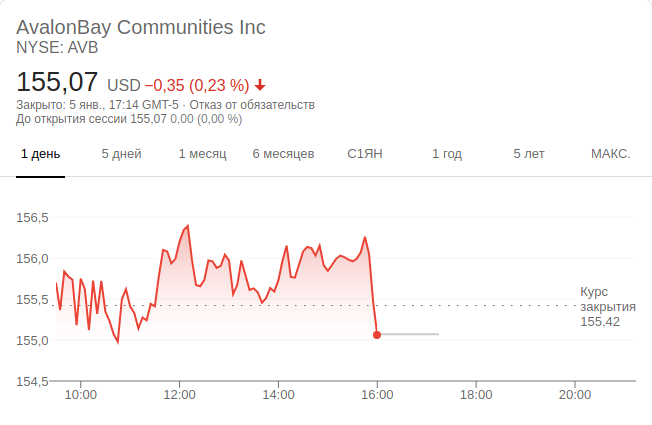 AvalonBay Communities Inc
NYSE: AVB
155,07 USD −0,35 (0,23 %)
Закрыто: 5 янв., 17:14 GMT-5 · Отказ от обязательств
До открытия сессии 155,07 0,00 (0,00 %)
1 день 5 дней 1 месяц 6 месяцев С1ЯН 1 год 5 лет МАКС.
156,5
156,0
155,5
155,0
154,5
Курс
закрытия
155,42
10:00 12:00 14:00 16:00 18:00 20:00